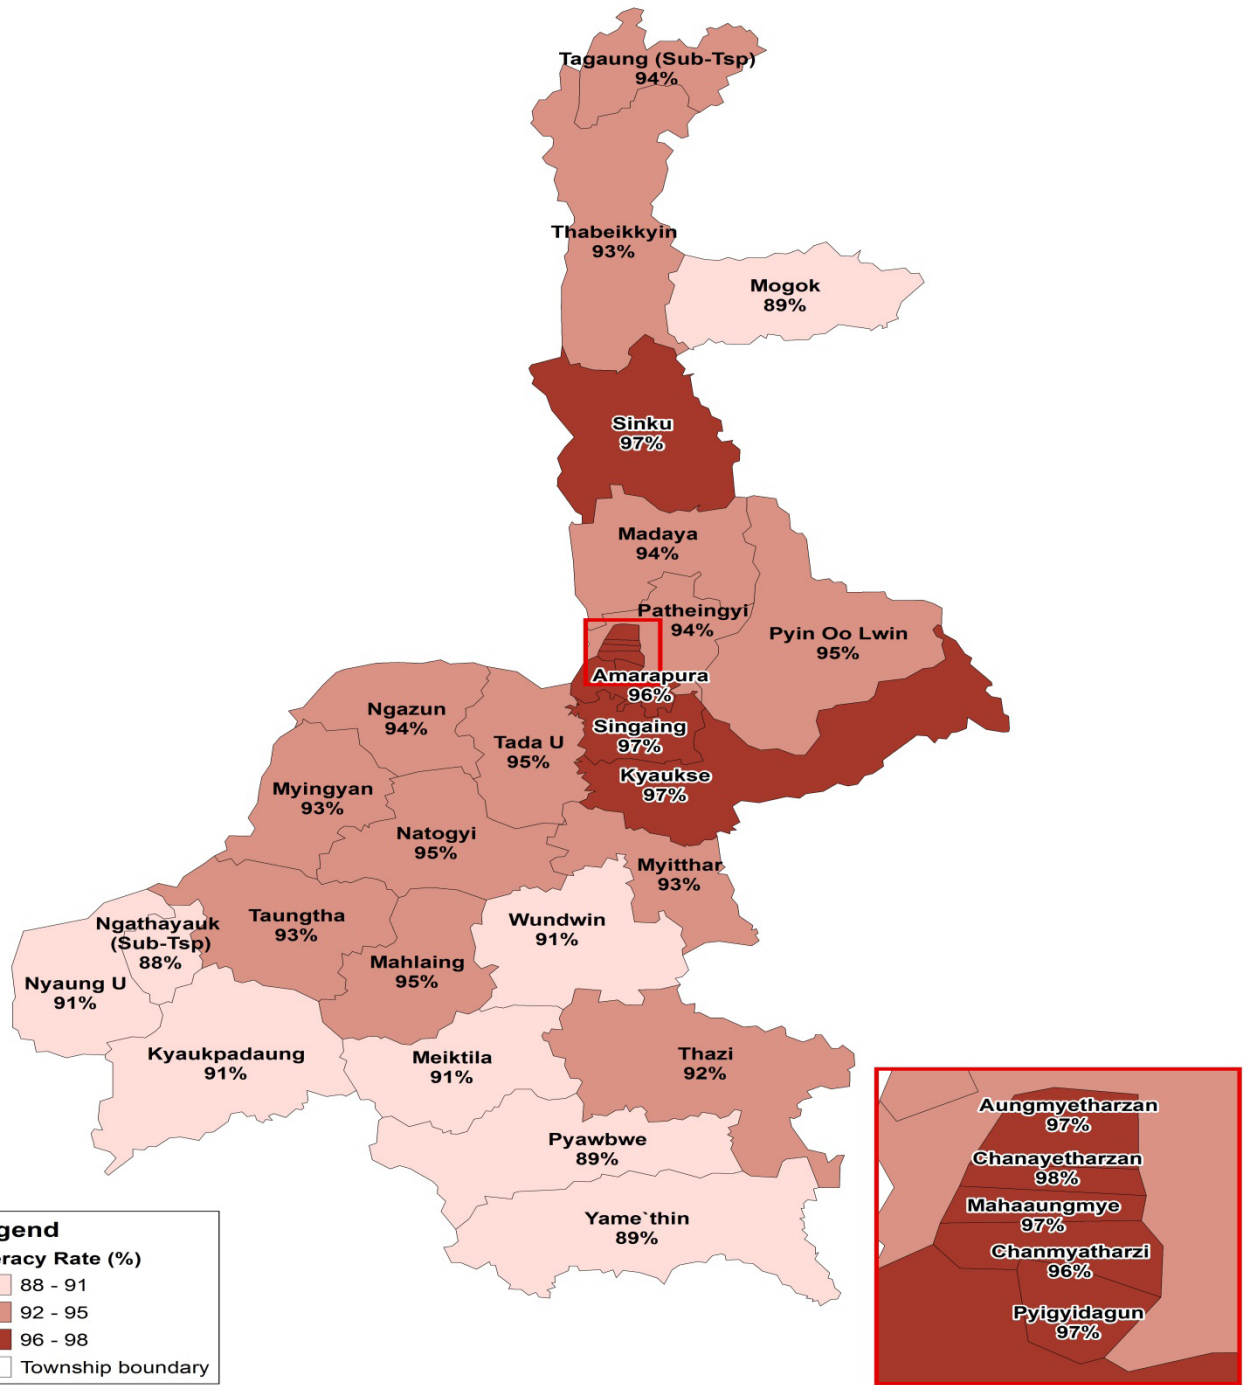 Tagaung (Sub-Tsp)
94%
Thabeikkyin
93%
Mogok
89%
Sinku
97%
Madaya
94%
Patheingyi
94%
Pyin Oo Lwin
95%
Amarapura
96%
Ngazun
94%
Singaing
97%
Tada U
95%
Kyaukse
97%
Myingyan
93%
Natogyi
95%
Myitthar
93%
Taungtha
93%
Wundwin
91%
Ngathayauk
(Sub-Tsp)
88%
Mahlaing
95%
Nyaung U
91%
Kyaukpadaung
91%
Meiktila
91%
Thazi
92%
Pyawbwe
89%
Yame`thin
89%
Aungmyetharzan
97%
Chanayetharzan
98%
Mahaaungmye
97%
Chanmyatharzi
96%
Pyigyidagun
97%
gend
eracy Rate (%)
88 - 91
92 - 95
96 - 98
Township boundary